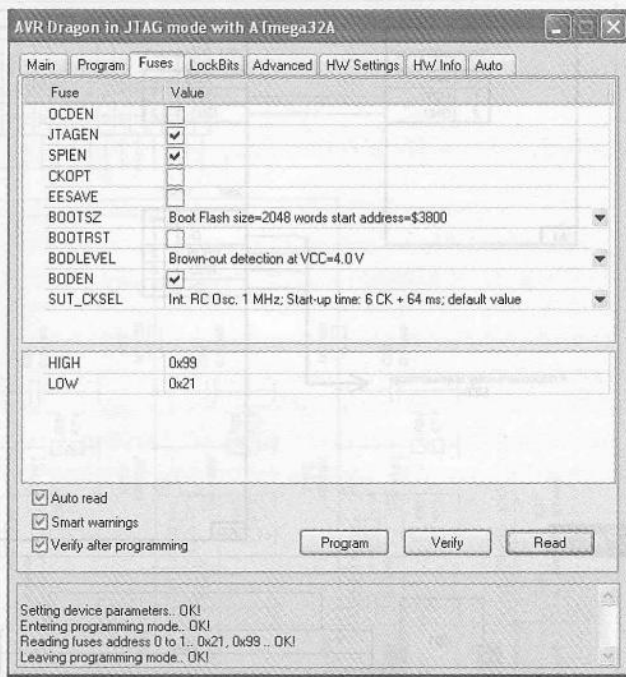 AVR Dragon in JTAG mode with ATmega32A
Main Program Fuses LockBits Advanced HW Settings HW Info Auto
Fuse Value
OCDEN
JTAGEN
SPIEN
CKOPT
EESAVE
BOOTSZ Boot Flash size=2048 words start address=$3800
BOOTRST
BODLEVEL Brown-out detection at VCC=4.0 V
BODEN
SUT_CKSEL Int. RC Osc. 1 MHz; Start-up time: 6 CK + 64 ms; default value
HIGH 0x99
LOW 0x21
Auto read
Smart warnings
Verify after programming
Program Verify Read
Setting device parameters.. OK!
Entering programming mode.. OK!
Reading fuses address 0 to 1.. 0x21, 0x99 .. OK!
Leaving programming mode.. OK!